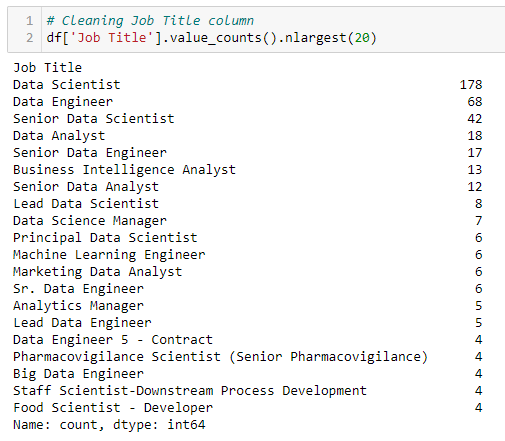 1 # Cleaning Job Title column
2 df['Job Title'].value_counts().nlargest(20)
Job Title
Data Scientist 178
Data Engineer 68
Senior Data Scientist 42
Data Analyst 18
Senior Data Engineer 17
Business Intelligence Analyst 13
Senior Data Analyst 12
Lead Data Scientist 8
Data Science Manager 7
Principal Data Scientist 6
Machine Learning Engineer 6
Marketing Data Analyst 6
Sr. Data Engineer 6
Analytics Manager 5
Lead Data Engineer 5
Data Engineer 5 - Contract 4
Pharmacovigilance Scientist (Senior Pharmacovigilance) 4
Big Data Engineer 4
Staff Scientist-Downstream Process Development 4
Food Scientist - Developer 4
Name: count, dtype: int64